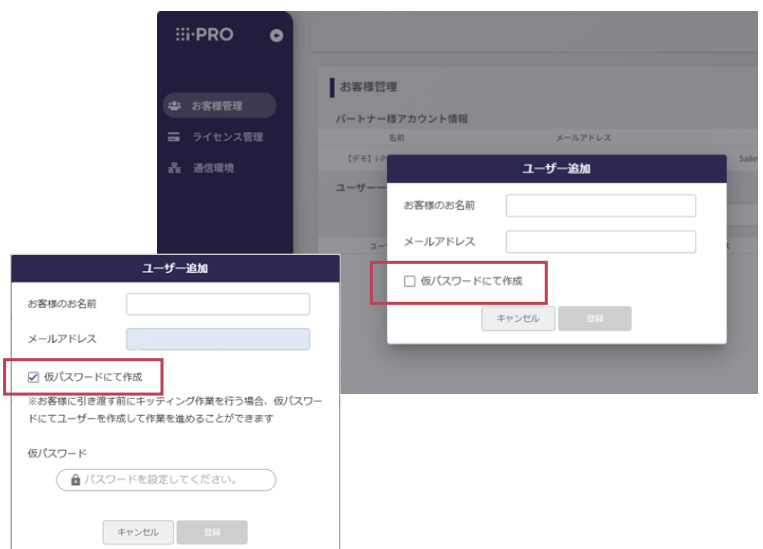 i-PRO
お客様管理
ライセンス管理
通信環境
お客様管理
パートナー様アカウント情報
名前
メールアドレス
【デモ】i-P
ユーザー一
ユー
ユーザー追加
お客様のお名前
メールアドレス
仮パスワードにて作成
キャンセル
登録
ユーザー追加
お客様のお名前
メールアドレス
仮パスワードにて作成
※お客様に引き渡す前にキッティング作業を行う場合、仮パスワー
ドにてユーザーを作成して作業を進めることができます
仮パスワード
パスワードを設定してください。
キャンセル
登録